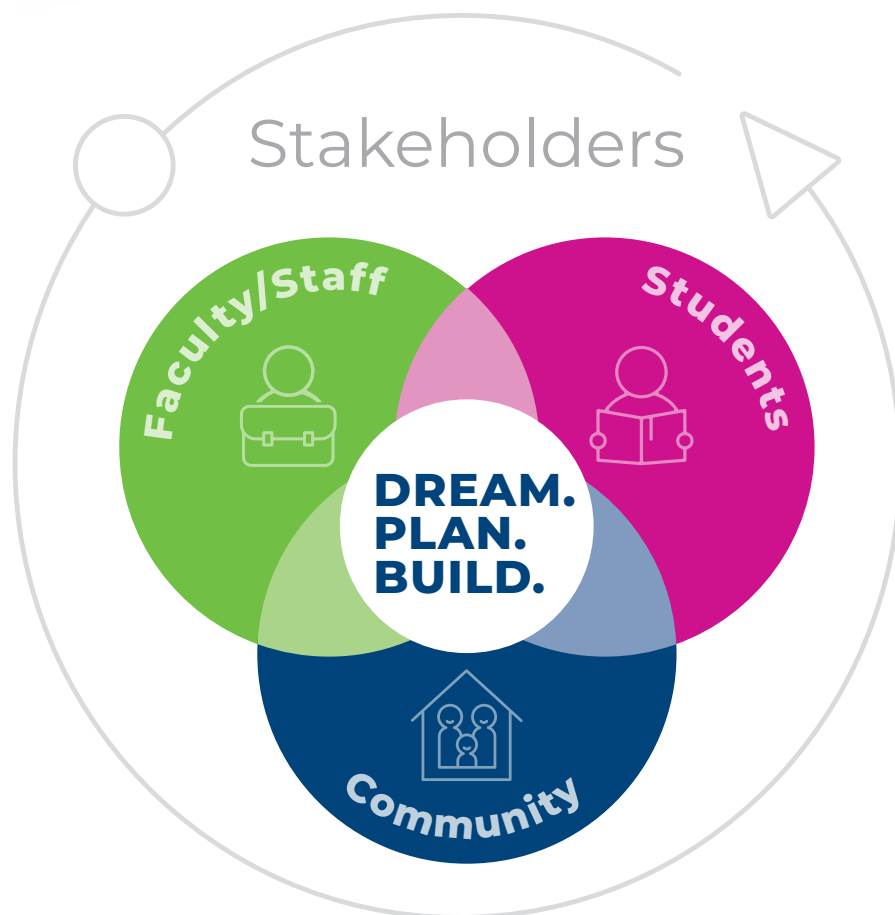 Stakeholders
Faculty/Staff
Students
DREAM.
PLAN.
BUILD.
Community